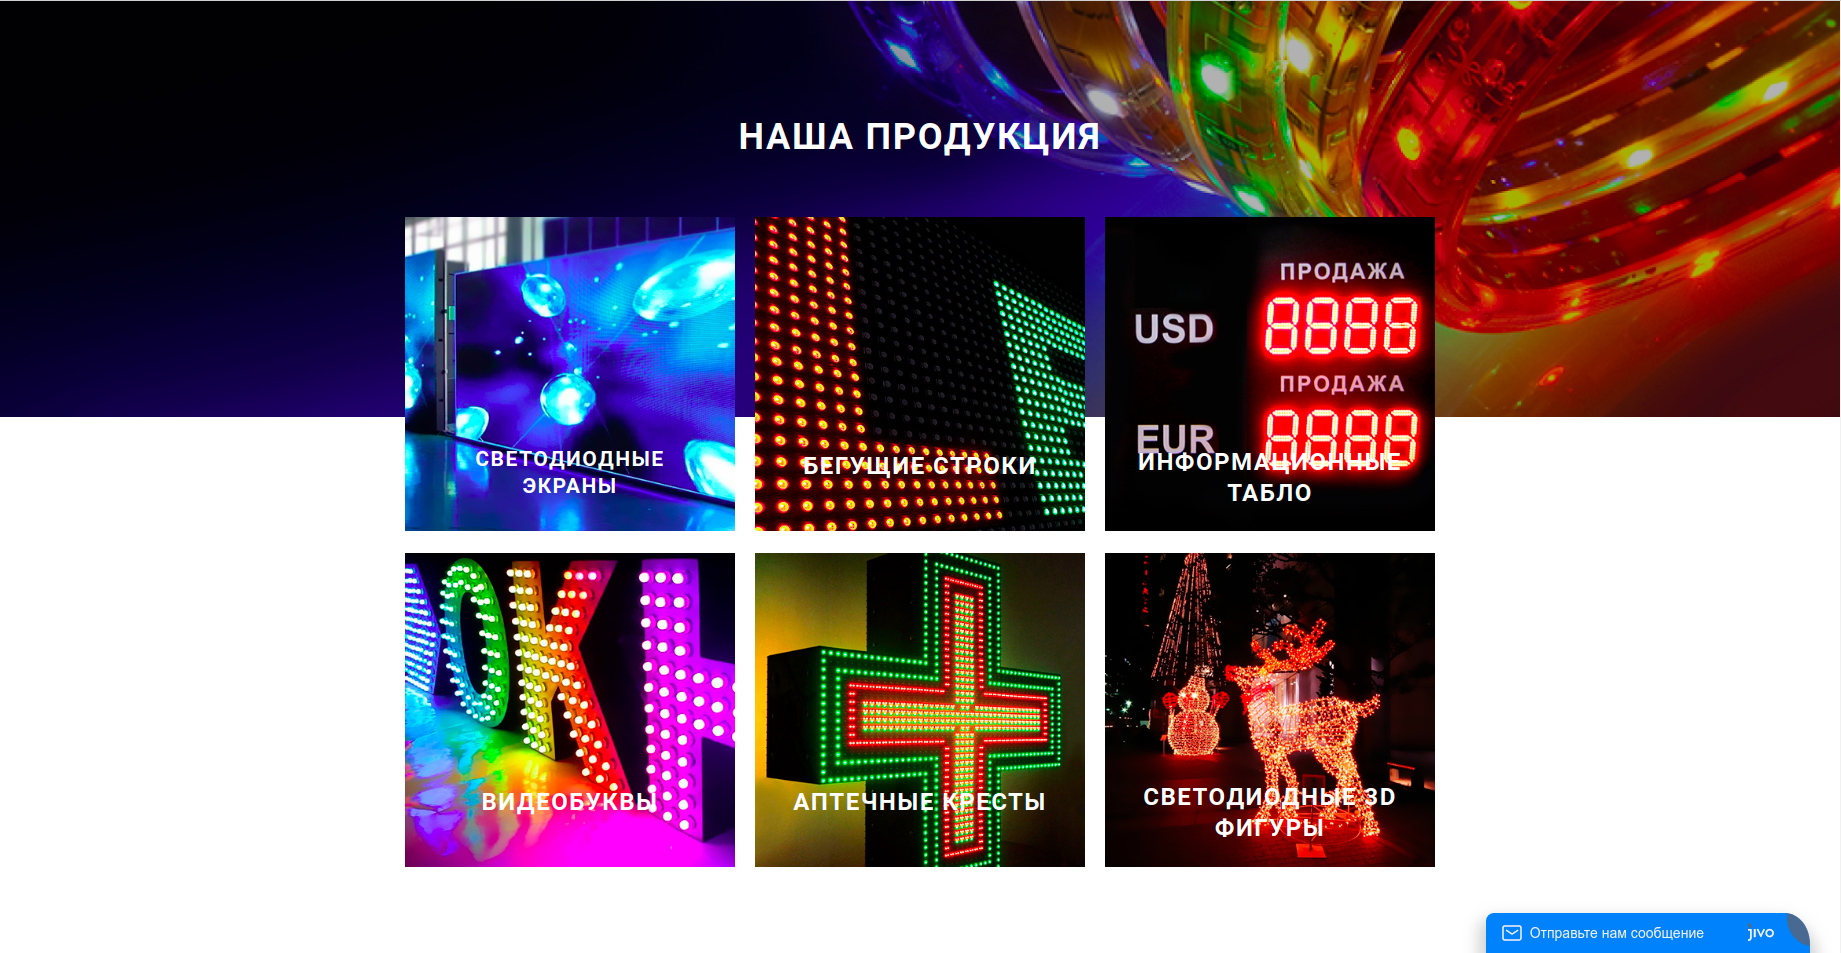 НАША ПРОДУКЦИЯ
СВЕТОДИОДНЫЕ
ЭКРАНЫ
БЕГУЩИЕ СТРОКИ
ПРОДАЖА
USD 8888
ПРОДАЖА
EUR 8888
ИНФОРМАЦИОННЫЕ
ТАБЛО
ВИДЕОБУКВЫ
АПТЕЧНЫЕ КРЕСТЫ
СВЕТОДИОДНЫЕ 3D
ФИГУРЫ
Отправьте нам сообщение JIVO